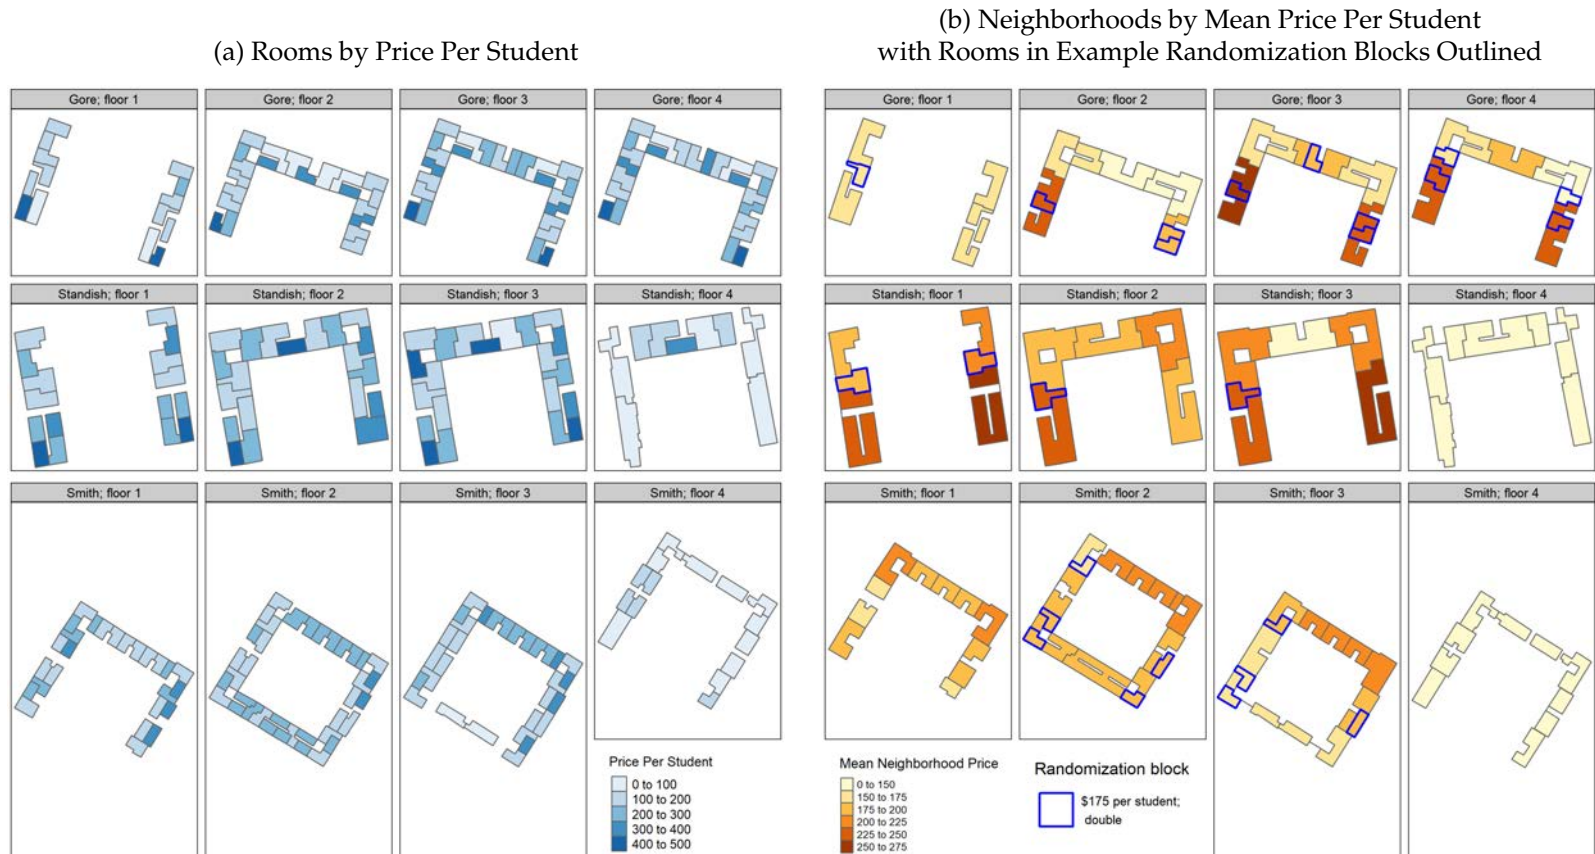 (a) Rooms by Price Per Student
(b) Neighborhoods by Mean Price Per Student
with Rooms in Example Randomization Blocks Outlined
Gore; floor 1
Gore; floor 2
Gore; floor 3
Gore; floor 4
Gore; floor 1
Gore; floor 2
Gore; floor 3
Gore; floor 4
Standish; floor 1
Standish; floor 2
Standish; floor 3
Standish; floor 4
Standish; floor 1
Standish; floor 2
Standish; floor 3
Standish; floor 4
Smith; floor 1
Smith; floor 2
Smith; floor 3
Smith; floor 4
Smith; floor 1
Smith; floor 2
Smith; floor 3
Smith; floor 4
Price Per Student
0 to 100
100 to 200
200 to 300
300 to 400
400 to 500
Mean Neighborhood Price
0 to 150
150 to 175
175 to 200
200 to 225
225 to 250
250 to 275
Randomization block
$175 per student;
double